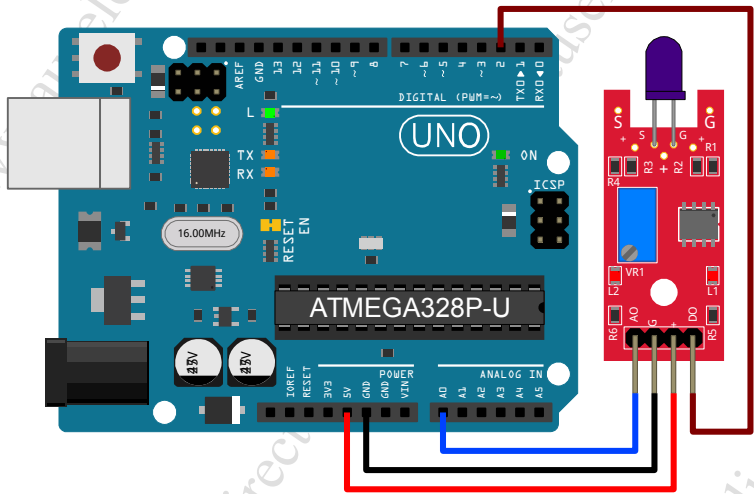 AREF
GND
13
12
~11
~10
~9
8
7
~6
~5
4
~3
2
TXO▶1
RXO◀0
DIGITAL (PWM=~)
L
TX
RX
UNO
ON
ICSP
RESET
EN
16.00MHz
ATMEGA328P-U
POWER
ANALOG IN
IOREF
RESET
3V3
5V
GND
GND
VIN
A0
A1
A2
A3
A4
A5
S
G
+ S G +
R3
R2
R1
R4
+
VR1
L2
L1
R6
R5
AO
G
+
DO